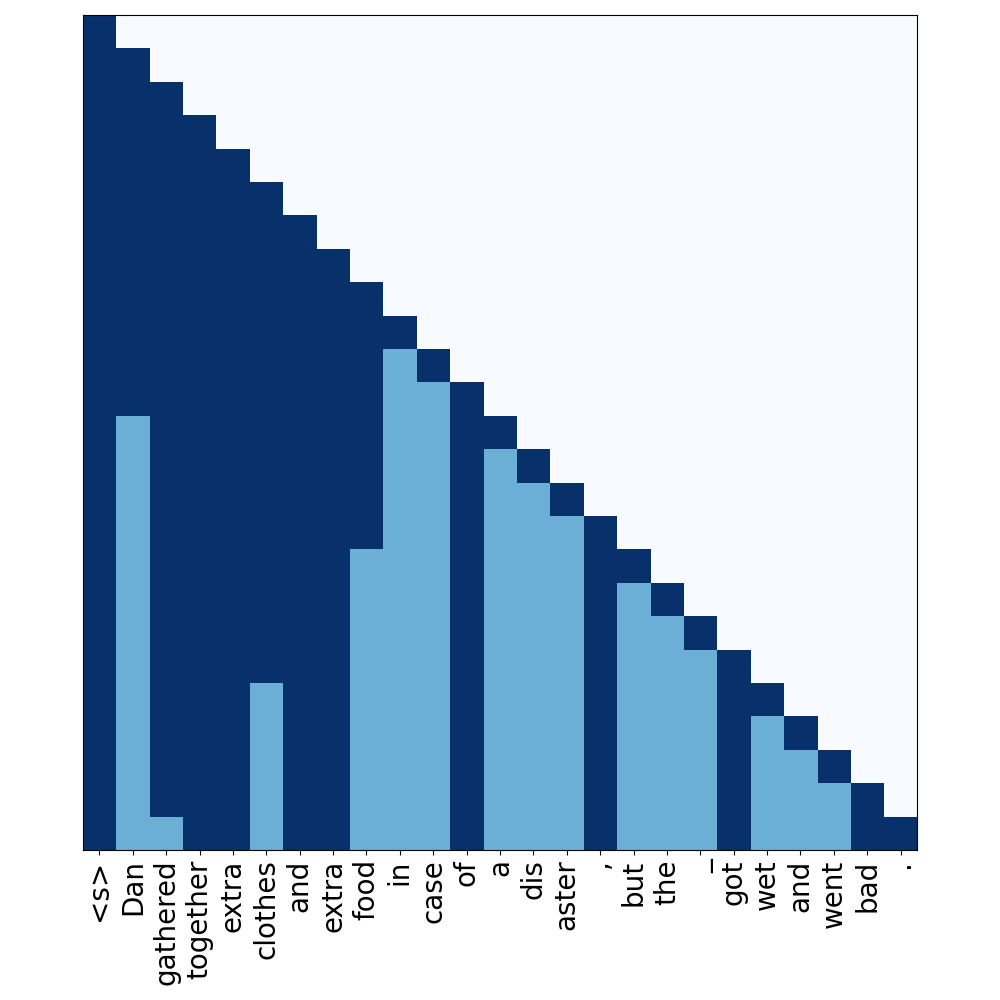 <s> Dan gathered together extra clothes and extra food in case of a dis aster , but the _ got wet and went bad .